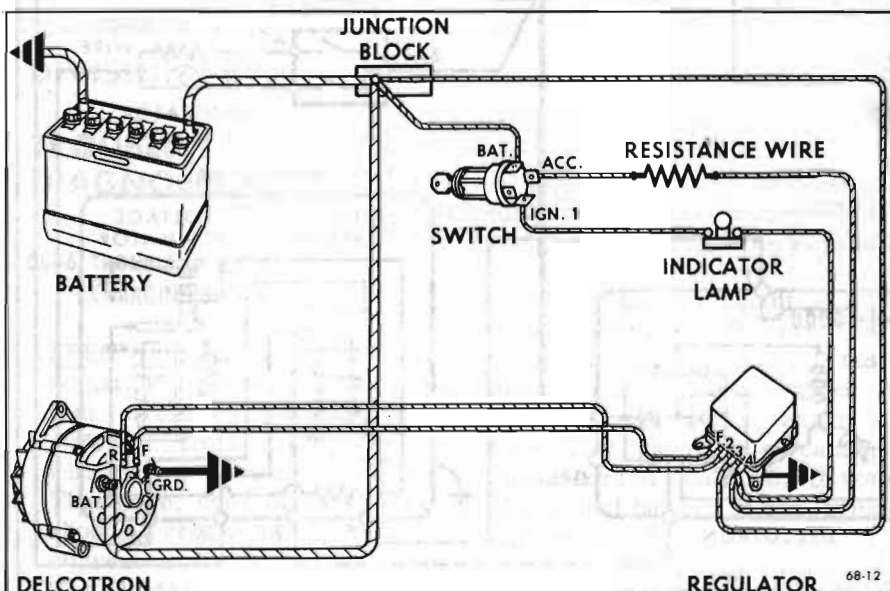 JUNCTION
BLOCK
BAT.
ACC.
RESISTANCE WIRE
IGN. 1
SWITCH
INDICATOR
LAMP
BATTERY
R
F
BAT.
GRD.
F
2
3
4
DELCOTRON
REGULATOR
68-12